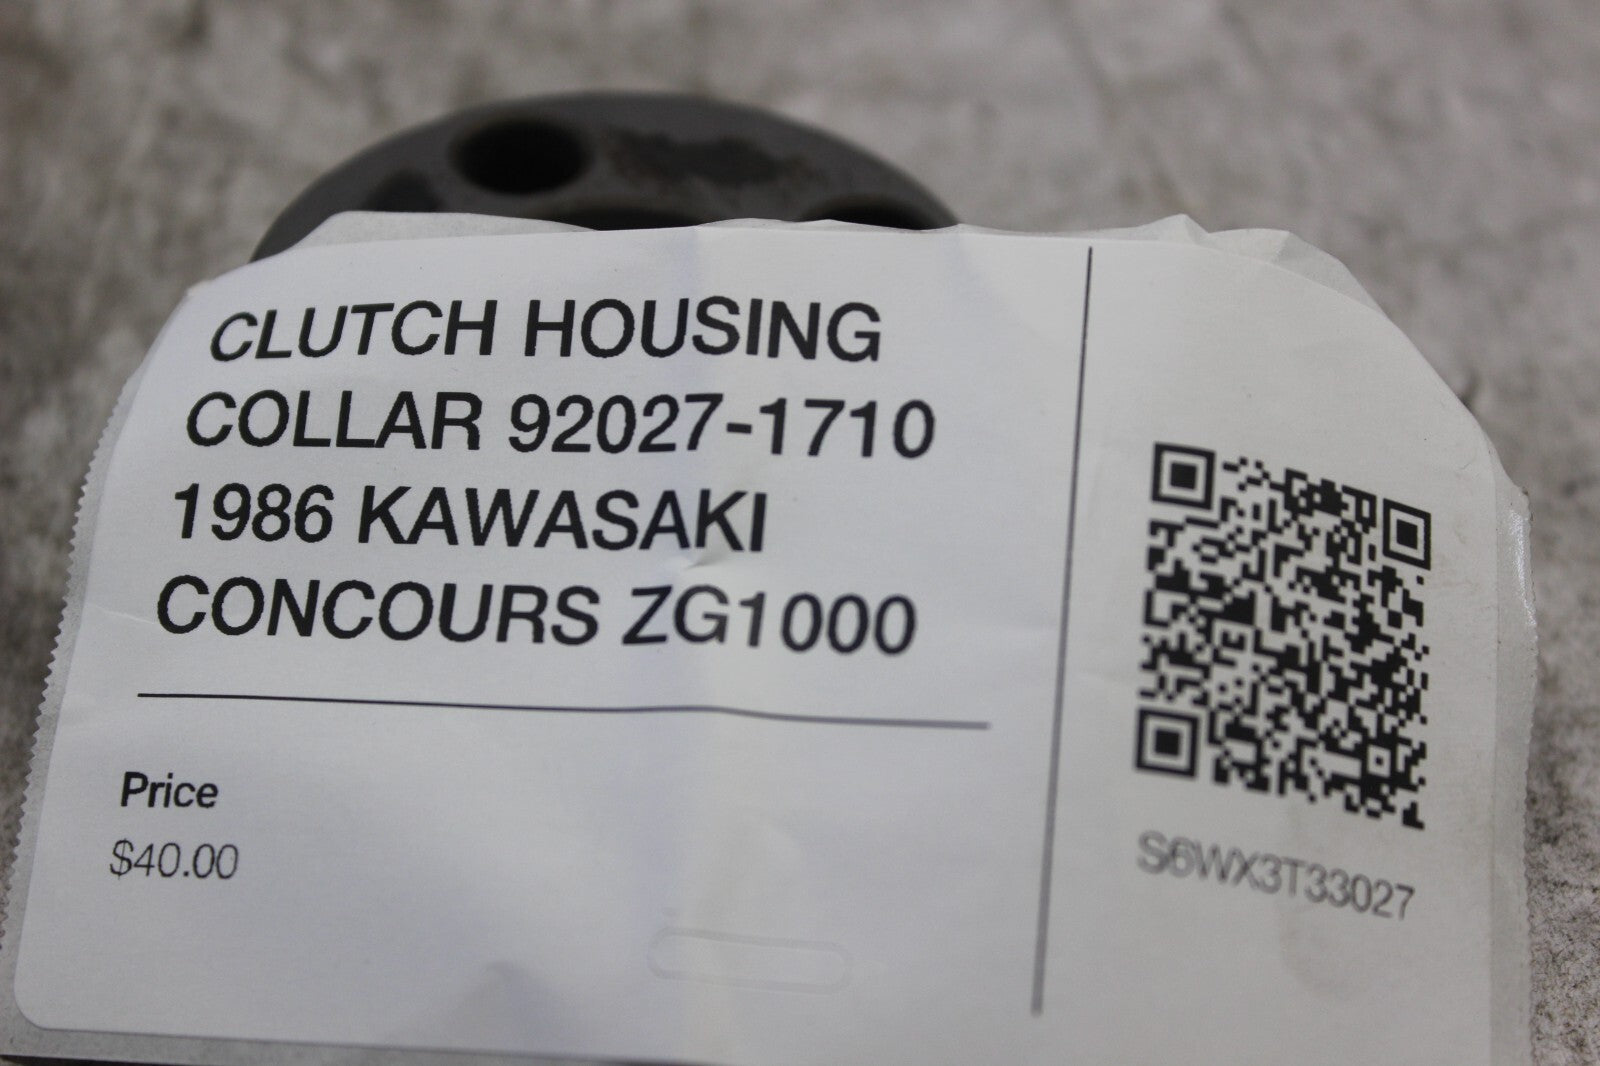 CLUTCH HOUSING
COLLAR 92027-1710
1986 KAWASAKI
CONCOURS ZG1000
Price
$40.00
S6WX3T33027